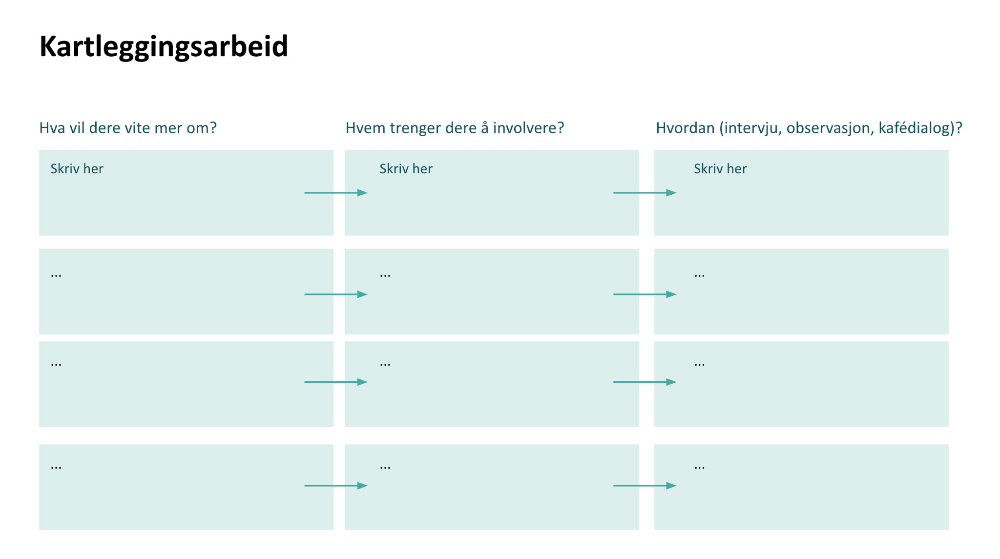 Kartleggingsarbeid
Hva vil dere vite mer om?
Hvem trenger dere å involvere?
Hvordan (intervju, observasjon, kafédialog)?
Skriv her
Skriv her
Skriv her
...
...
...
...
...
...
...
...
...